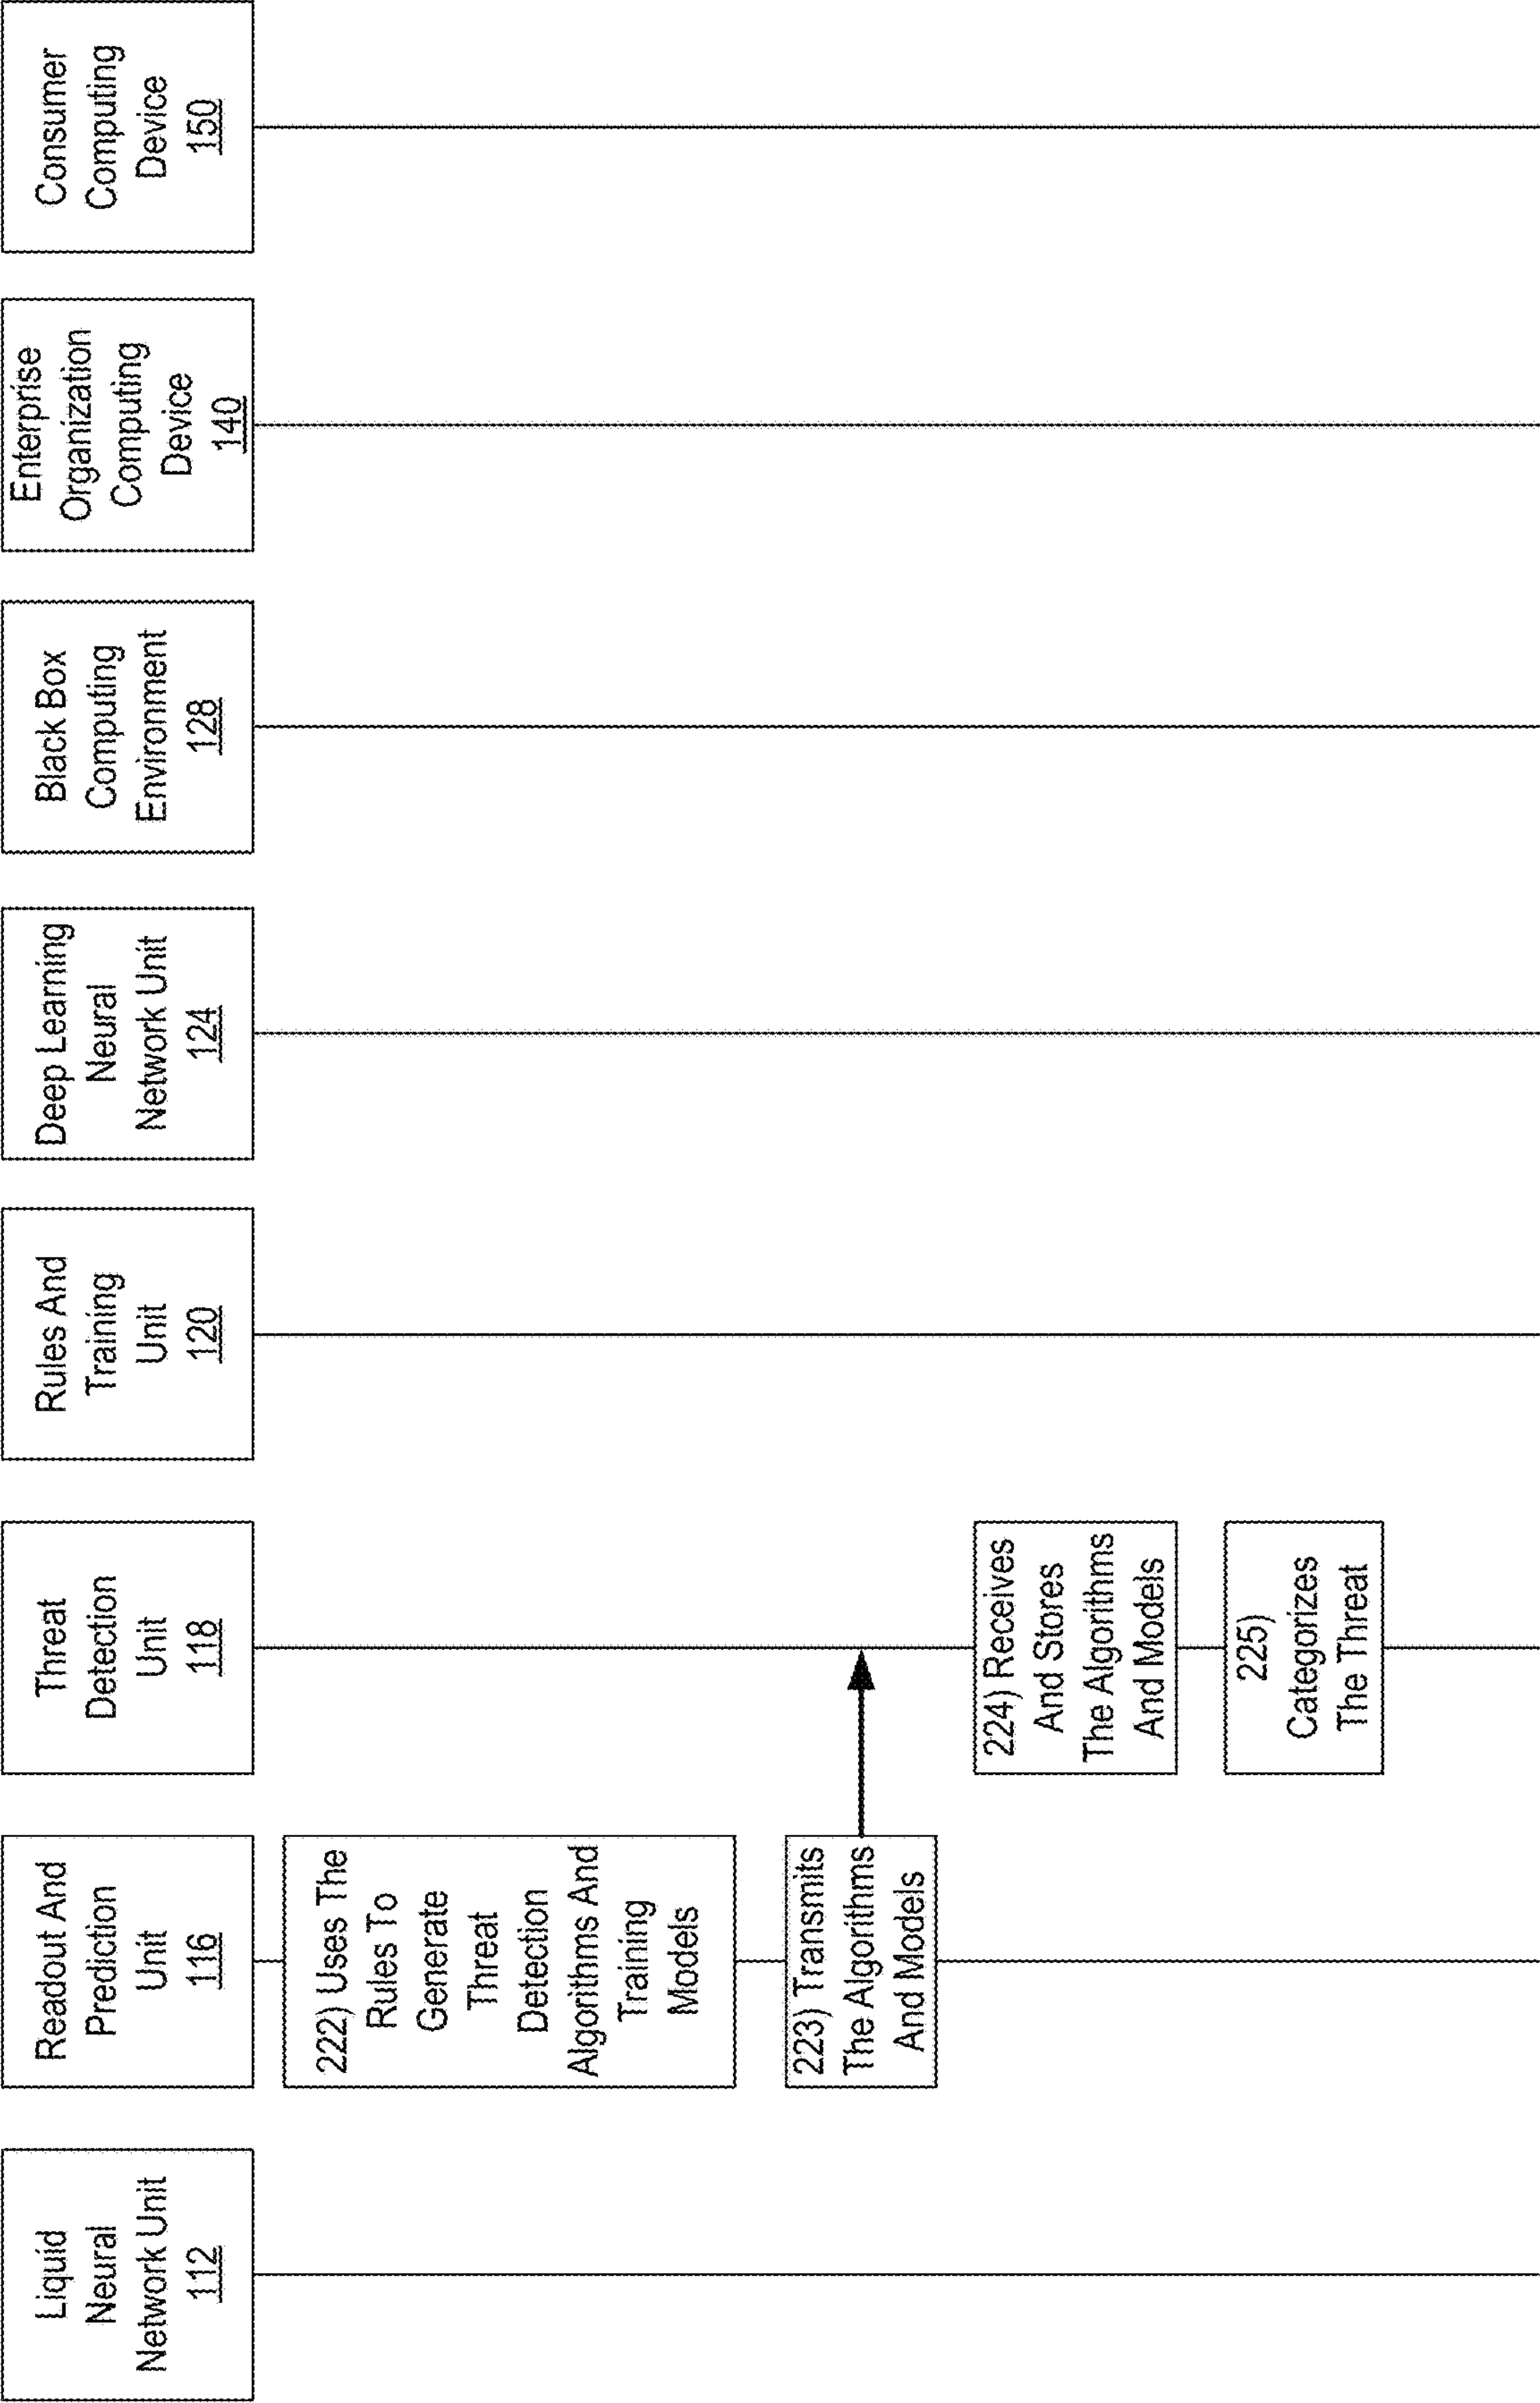 Liquid
Neural
Network Unit
112
Readout And
Prediction
Unit
116
Threat
Detection
Unit
118
Rules And
Training
Unit
120
Deep Learning
Neural
Network Unit
124
Black Box
Computing
Environment
128
Enterprise
Organization
Computing
Device
140
Consumer
Computing
Device
150
222) Uses The
Rules To
Generate
Threat
Detection
Algorithms And
Training
Models
223) Transmits
The Algorithms
And Models
224) Receives
And Stores
The Algorithms
And Models
225)
Categorizes
The Threat